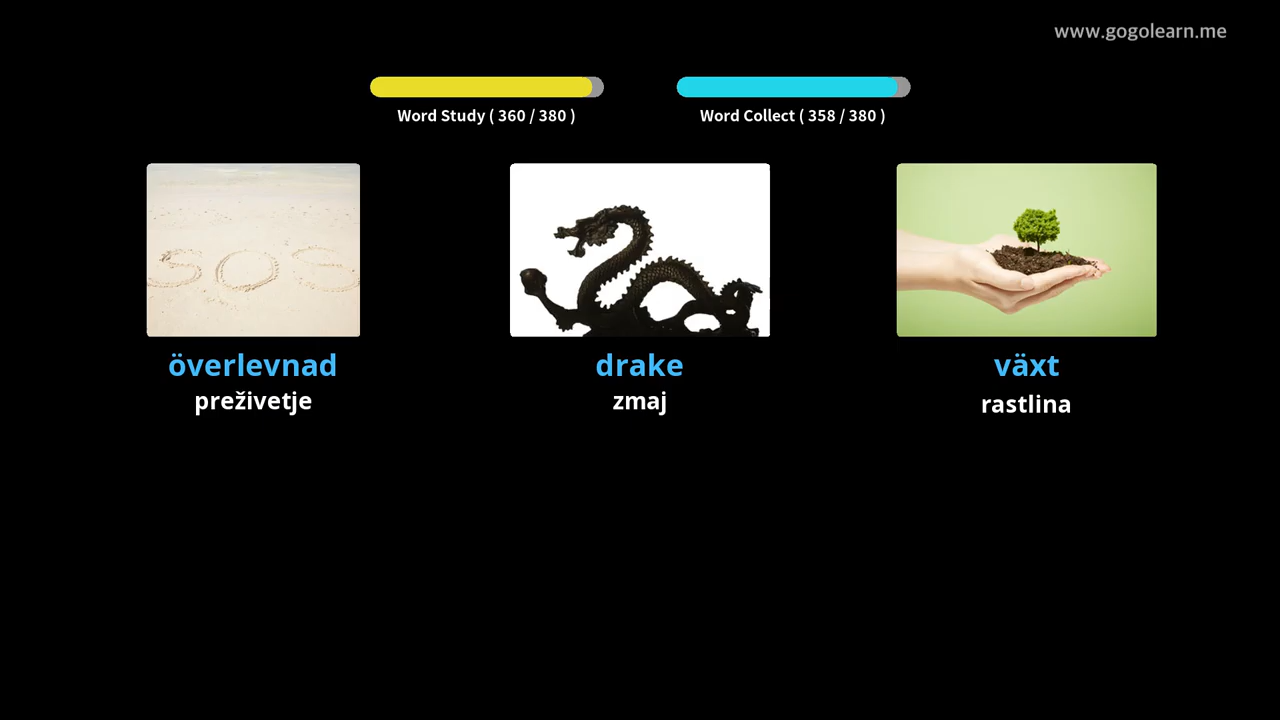 www.gogolearn.me
Word Study ( 360 / 380 )
Word Collect ( 358 / 380 )
SOS
överlevnad
drake
växt
preživetje
zmaj
rastlina